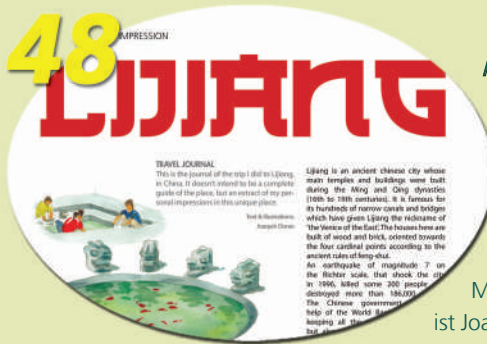 48
IMPRESSION
LIJIANG
TRAVEL JOURNAL
This is the journal of the trip I did to Lijiang,
in China. It doesn't intend to be a complete
guide of the place, but an extract of my per-
sonal impressions in this unique place.
Text & Illustrations:
Joaquín
Lijiang is an ancient chinese city whose
main temples and buildings were built
during the Ming and Qing dynasties
(16th to 19th centuries). It is famous for
its hundreds of narrow canals and bridges
which have given Lijiang the nickname of
'the Venice of the East'. The houses here are
built of wood and brick, oriented towards
the four cardinal points according to the
ancient rules of feng-shui.
An earthquake of magnitude 7 on
the Richter scale, that shook the city
in 1996, killed some 300 people
destroyed more than 186,000
The Chinese government
help of the World
keeping all the
but
M
ist Joa